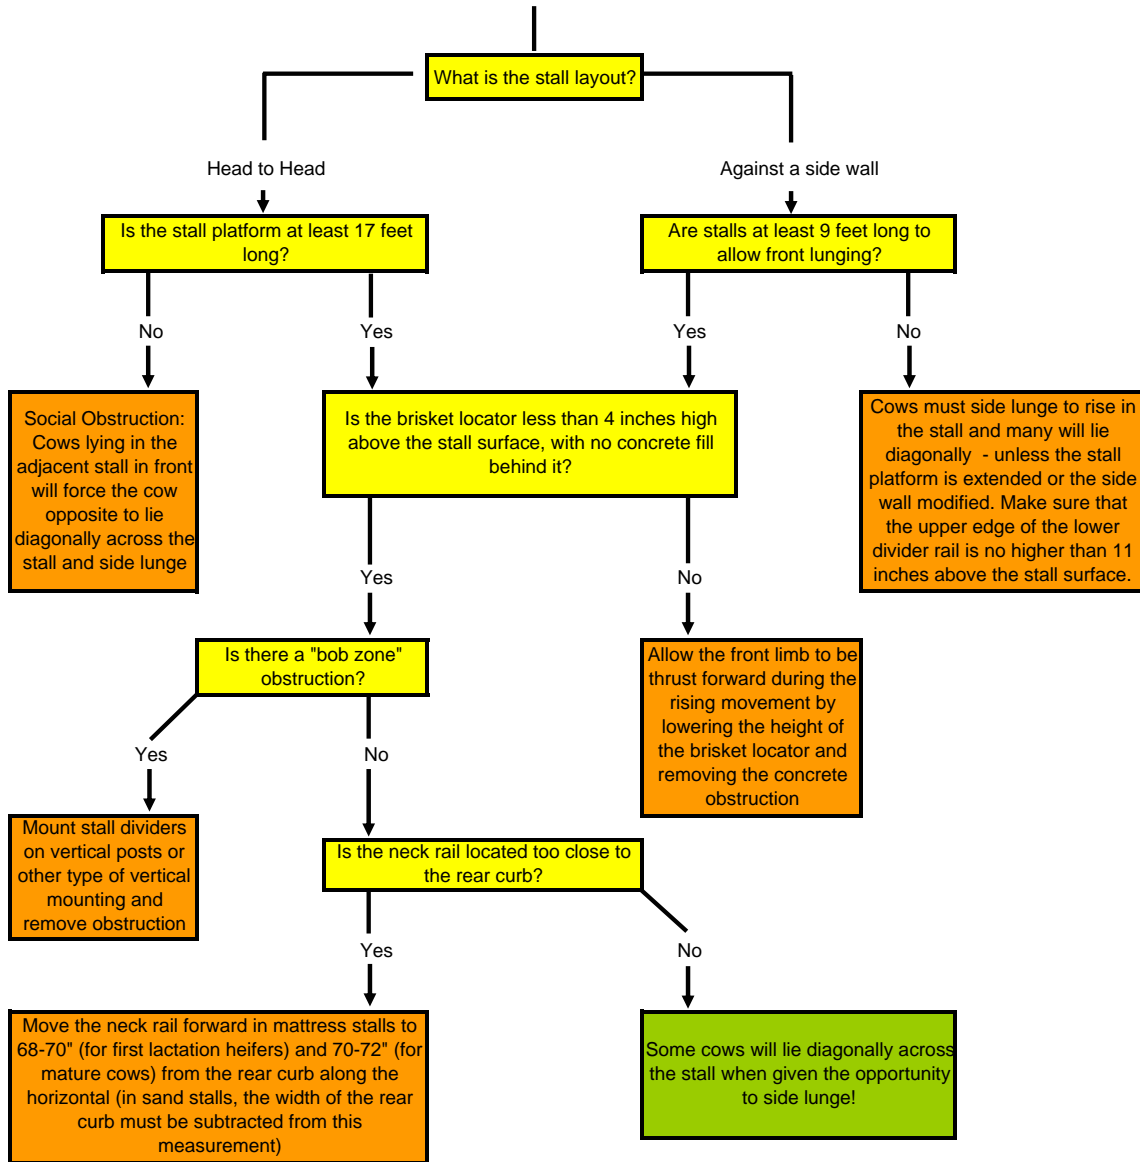 What is the stall layout?
Head to Head
Against a side wall
Is the stall platform at least 17 feet
long?
Are stalls at least 9 feet long to
allow front lunging?
No
Yes
Yes
No
Social Obstruction:
Cows lying in the
adjacent stall in front
will force the cow
opposite to lie
diagonally across the
stall and side lunge
Is the brisket locator less than 4 inches high
above the stall surface, with no concrete fill
behind it?
Cows must side lunge to rise in
the stall and many will lie
diagonally - unless the stall
platform is extended or the side
wall modified. Make sure that
the upper edge of the lower
divider rail is no higher than 11
inches above the stall surface.
Yes
No
Is there a "bob zone"
obstruction?
Allow the front limb to be
thrust forward during the
rising movement by
lowering the height of
the brisket locator and
removing the concrete
obstruction
Yes
No
Mount stall dividers
on vertical posts or
other type of vertical
mounting and
remove obstruction
Is the neck rail located too close to
the rear curb?
Yes
No
Move the neck rail forward in mattress stalls to
68-70" (for first lactation heifers) and 70-72" (for
mature cows) from the rear curb along the
horizontal (in sand stalls, the width of the rear
curb must be subtracted from this
measurement)
Some cows will lie diagonally across
the stall when given the opportunity
to side lunge!